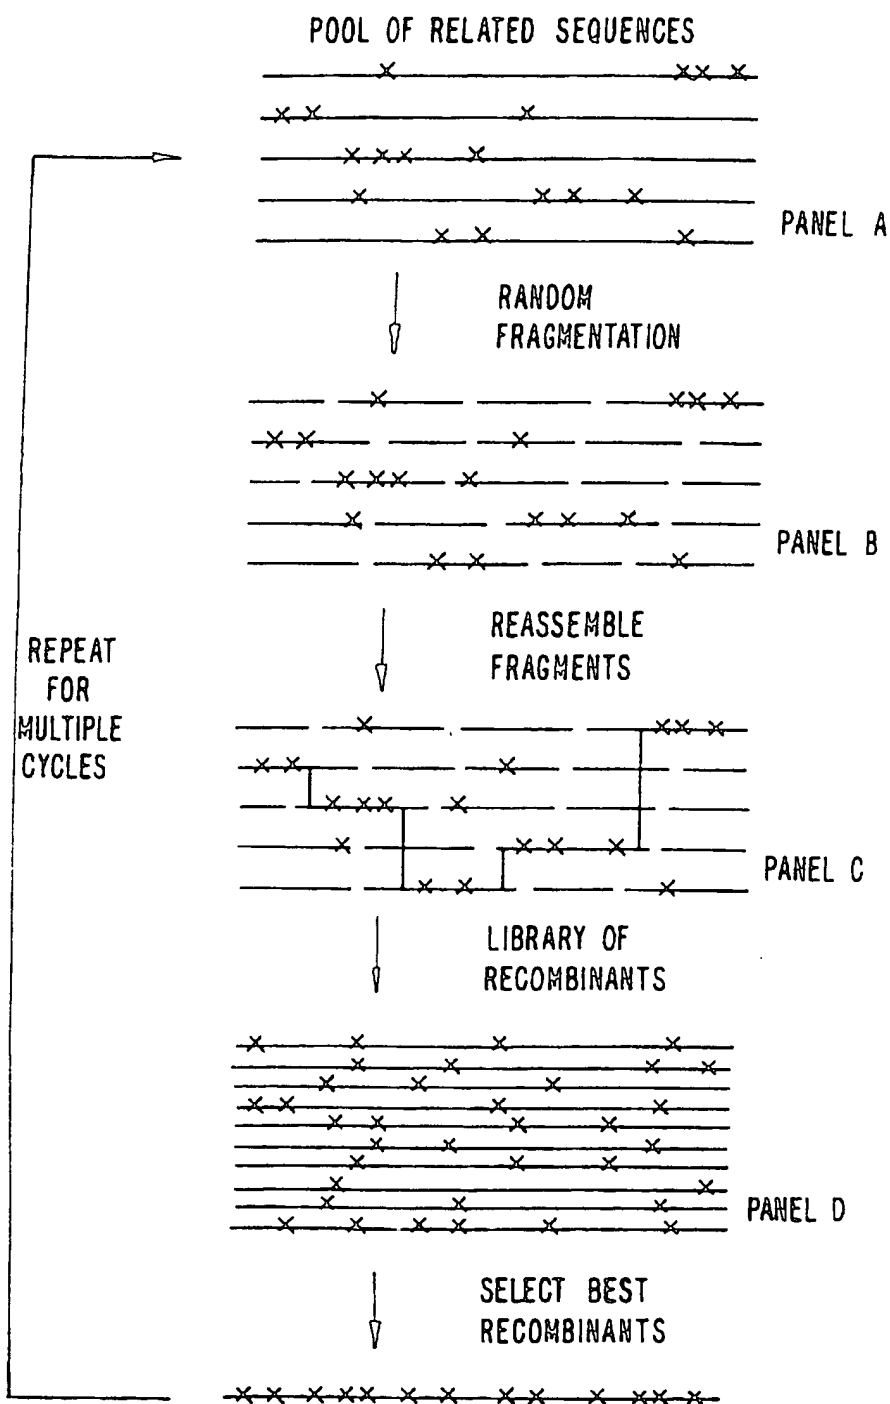 POOL OF RELATED SEQUENCES
PANEL A
RANDOM
FRAGMENTATION
PANEL B
REASSEMBLE
FRAGMENTS
REPEAT
FOR
MULTIPLE
CYCLES
PANEL C
LIBRARY OF
RECOMBINANTS
PANEL D
SELECT BEST
RECOMBINANTS